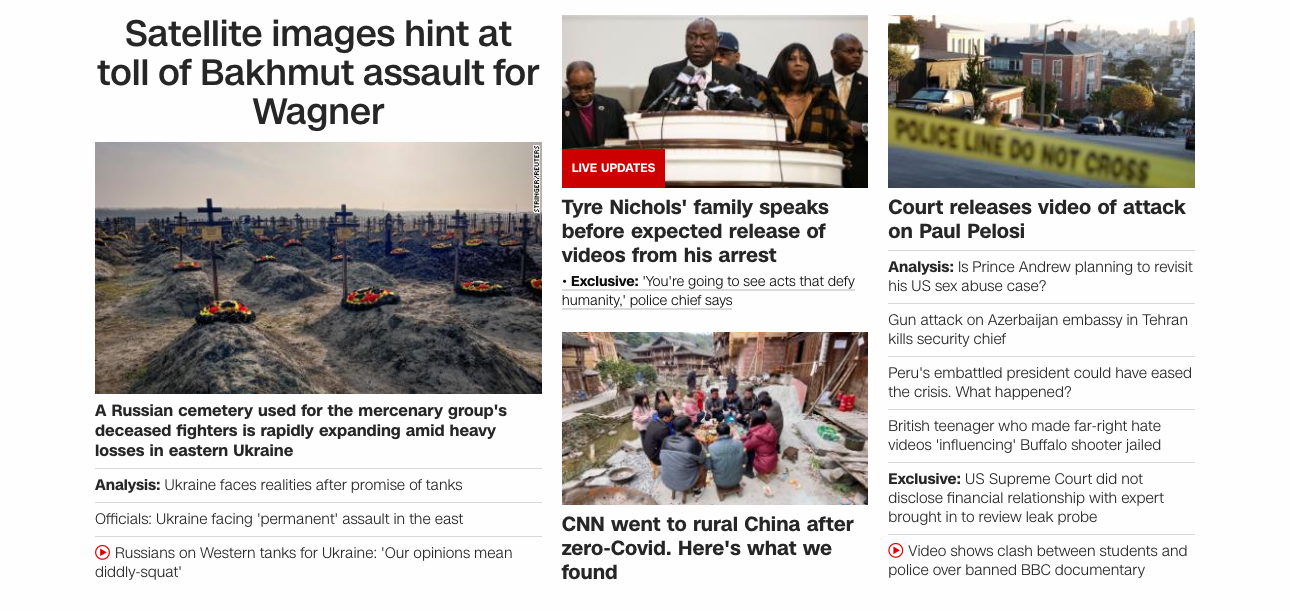 Satellite images hint at
toll of Bakhmut assault for
Wagner
STRINGER/REUTERS
A Russian cemetery used for the mercenary group's
deceased fighters is rapidly expanding amid heavy
losses in eastern Ukraine
Analysis: Ukraine faces realities after promise of tanks
Officials: Ukraine facing 'permanent' assault in the east
Russians on Western tanks for Ukraine: 'Our opinions mean
diddly-squat'
LIVE UPDATES
Tyre Nichols' family speaks
before expected release of
videos from his arrest
• Exclusive: 'You're going to see acts that defy
humanity,' police chief says
CNN went to rural China after
zero-Covid. Here's what we
found
POLICE LINE DO NOT CROSS
Court releases video of attack
on Paul Pelosi
Analysis: Is Prince Andrew planning to revisit
his US sex abuse case?
Gun attack on Azerbaijan embassy in Tehran
kills security chief
Peru's embattled president could have eased
the crisis. What happened?
British teenager who made far-right hate
videos 'influencing' Buffalo shooter jailed
Exclusive: US Supreme Court did not
disclose financial relationship with expert
brought in to review leak probe
Video shows clash between students and
police over banned BBC documentary